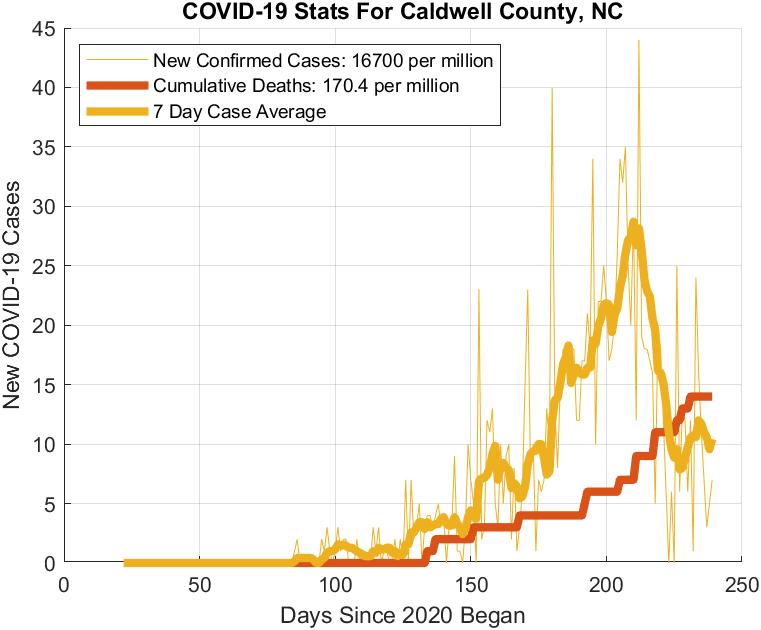 COVID-19 Stats For Caldwell County, NC
45
40
35
30
25
20
15
10
5
0
New COVID-19 Cases
New Confirmed Cases: 16700 per million
Cumulative Deaths: 170.4 per million
7 Day Case Average
0
50
100
150
200
250
Days Since 2020 Began